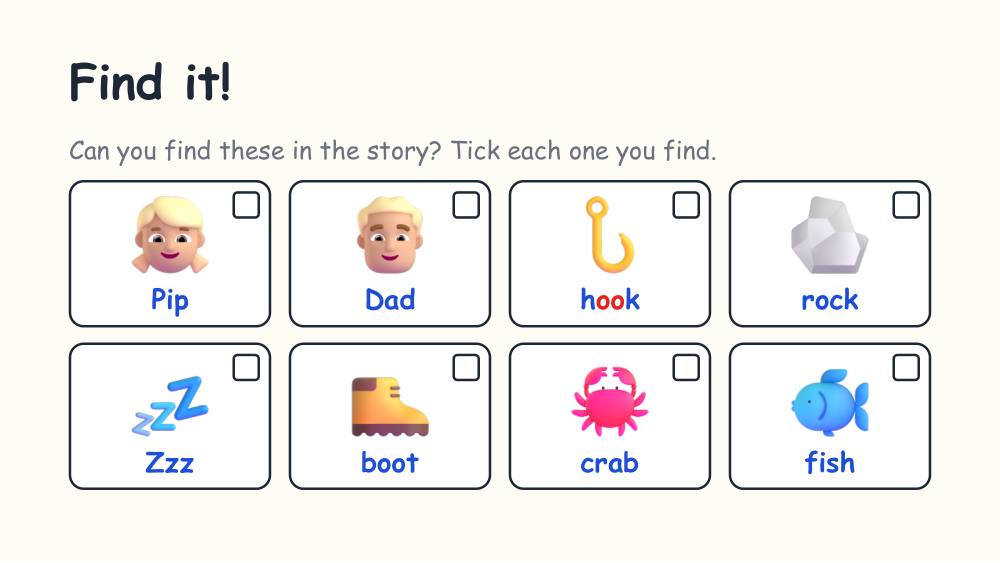 Find it!
Can you find these in the story? Tick each one you find.
Pip
Dad
hook
rock
Zzz
boot
crab
fish